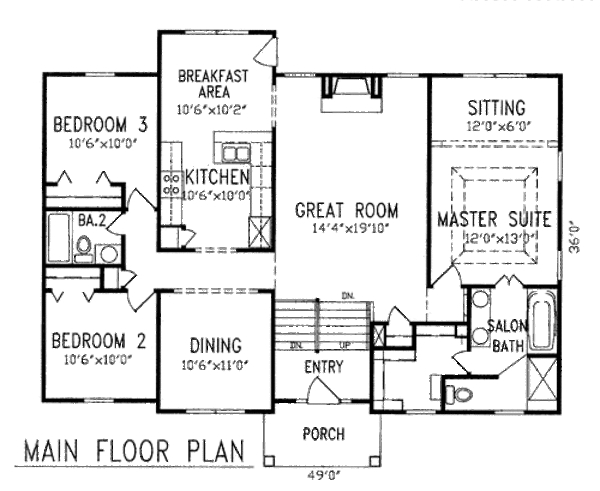 BREAKFAST
AREA
10'6"x10'2"
BEDROOM 3
10'6"x10'0"
SITTING
12'0"x6'0"
KITCHEN
10'6"x10'0"
GREAT ROOM
14'4"x19'10"
MASTER SUITE
12'0"x13'0"
36'0"
BA.2
DN.
BEDROOM 2
10'6"x10'0"
DINING
10'6"x11'0"
DN.
UP
ENTRY
SALON
BATH
PORCH
MAIN FLOOR PLAN
49'0"